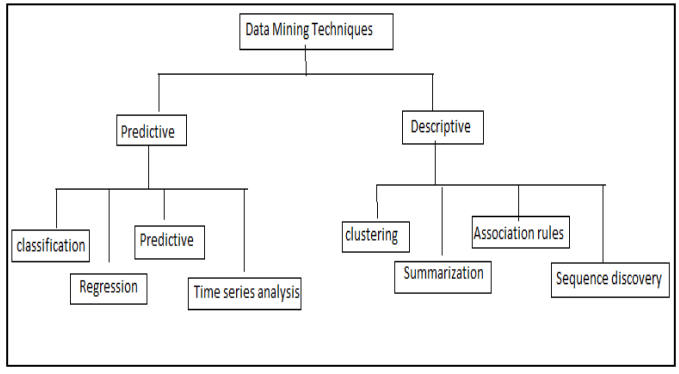 Data Mining Techniques
Predictive
Descriptive
classification
Regression
Predictive
Time series analysis
clustering
Summarization
Association rules
Sequence discovery